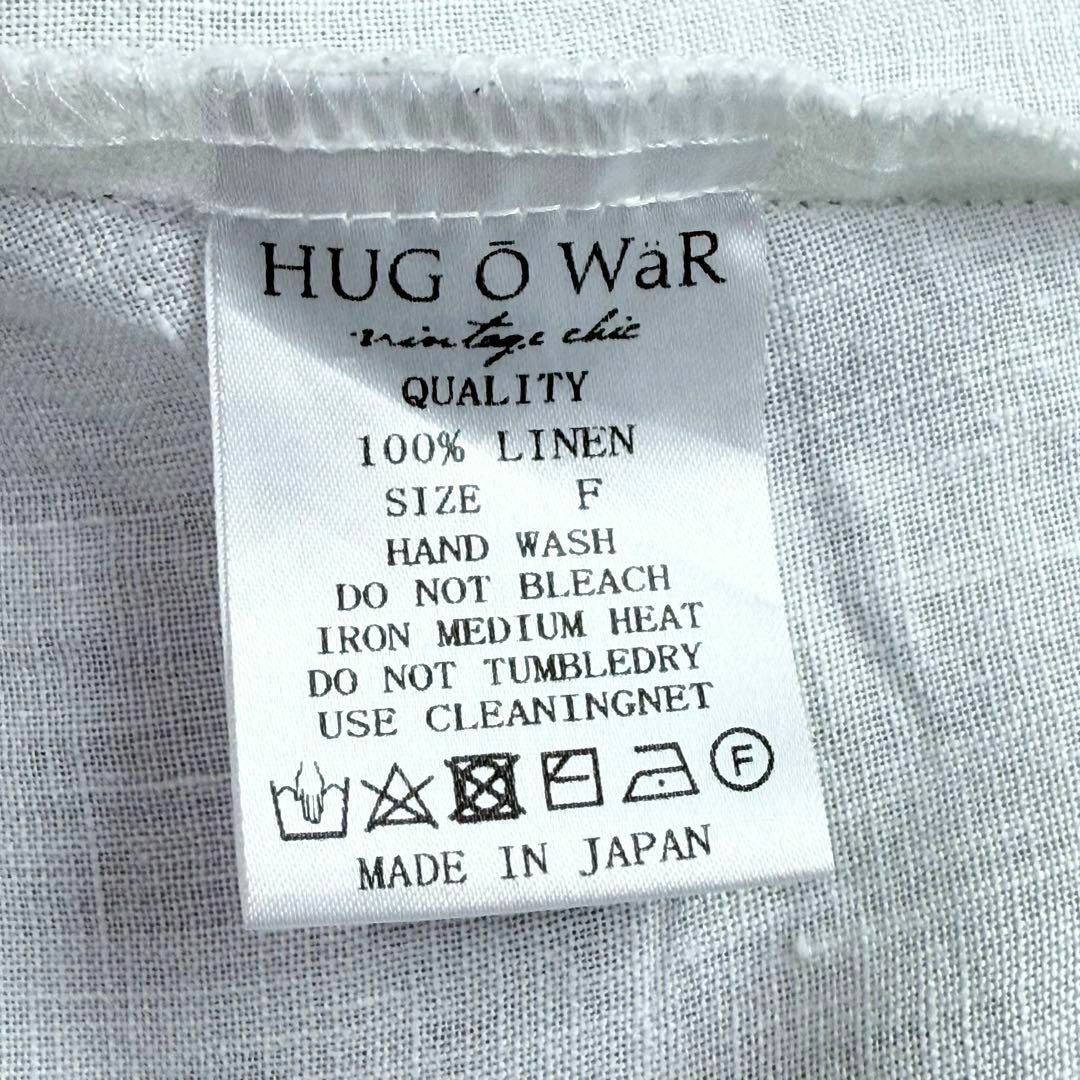 HUG Ō WäR
vintage chic
QUALITY
100% LINEN
SIZE F
HAND WASH
DO NOT BLEACH
IRON MEDIUM HEAT
DO NOT TUMBLEDRY
USE CLEANINGNET
F
MADE IN JAPAN